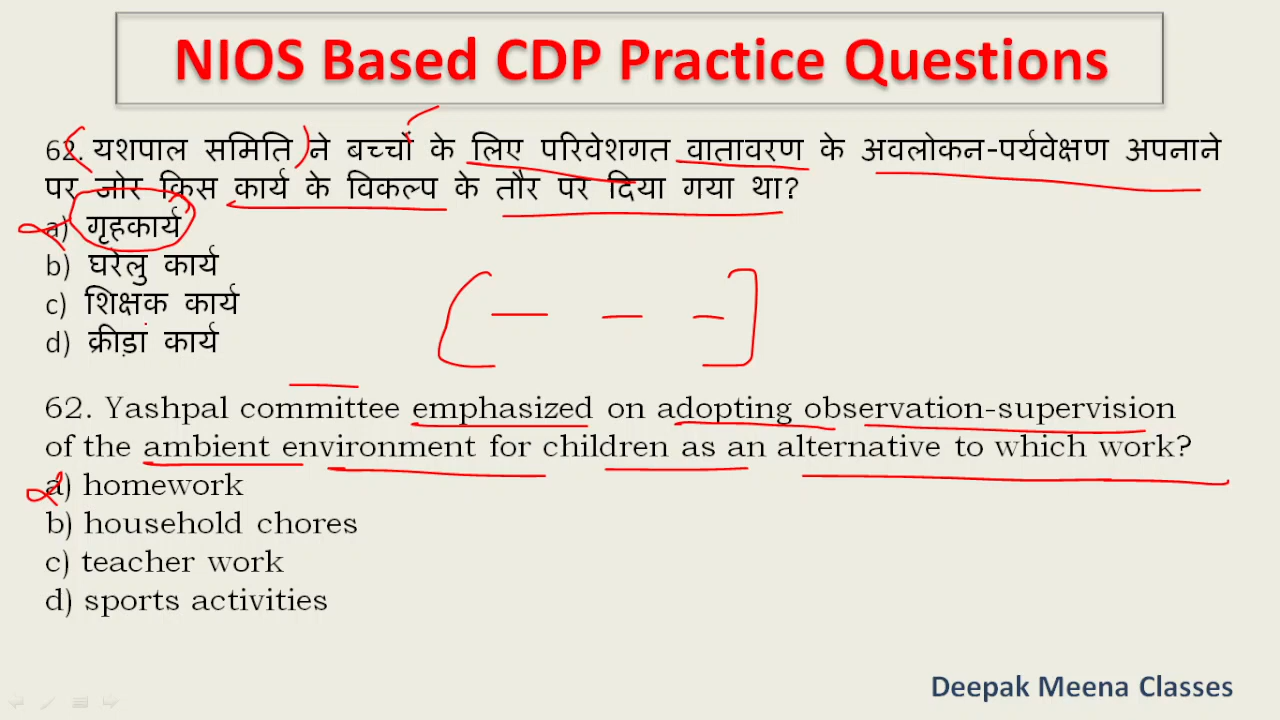 NIOS Based CDP Practice Questions
62. यशपाल समिति ने बच्चों के लिए परिवेशगत वातावरण के अवलोकन-पर्यवेक्षण अपनाने
पर जोर किस कार्य के विकल्प के तौर पर दिया गया था?
a) गृहकार्य
b) घरेलु कार्य
c) शिक्षक कार्य
d) क्रीड़ा कार्य
62. Yashpal committee emphasized on adopting observation-supervision
of the ambient environment for children as an alternative to which work?
a) homework
b) household chores
c) teacher work
d) sports activities
Deepak Meena Classes